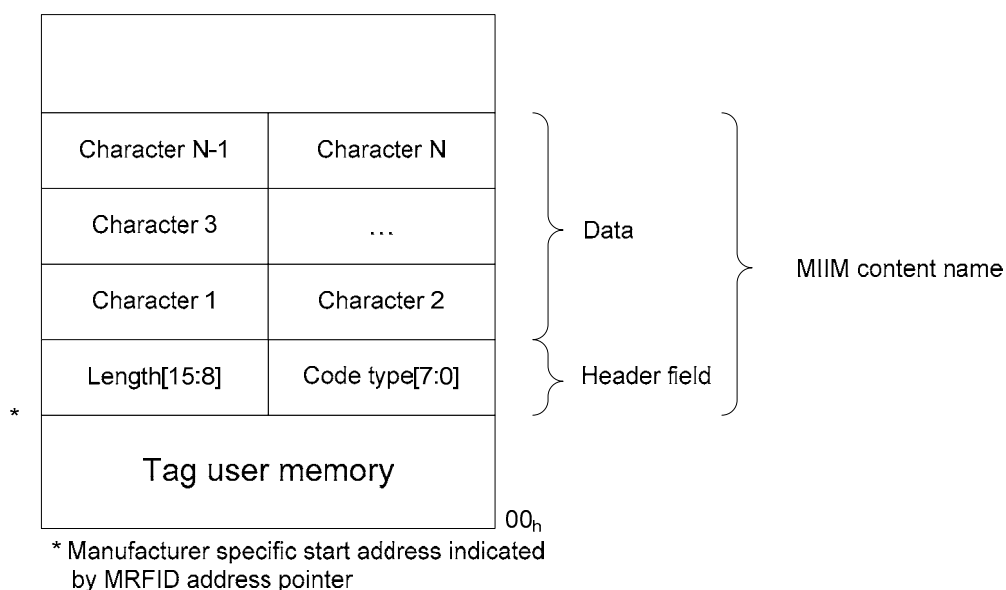 Character N-1 Character N
Character 3 ...
Data
MIIM content name
Character 1 Character 2
Length[15:8] Code type[7:0]
Header field
*
Tag user memory
00h
* Manufacturer specific start address indicated
by MRFID address pointer